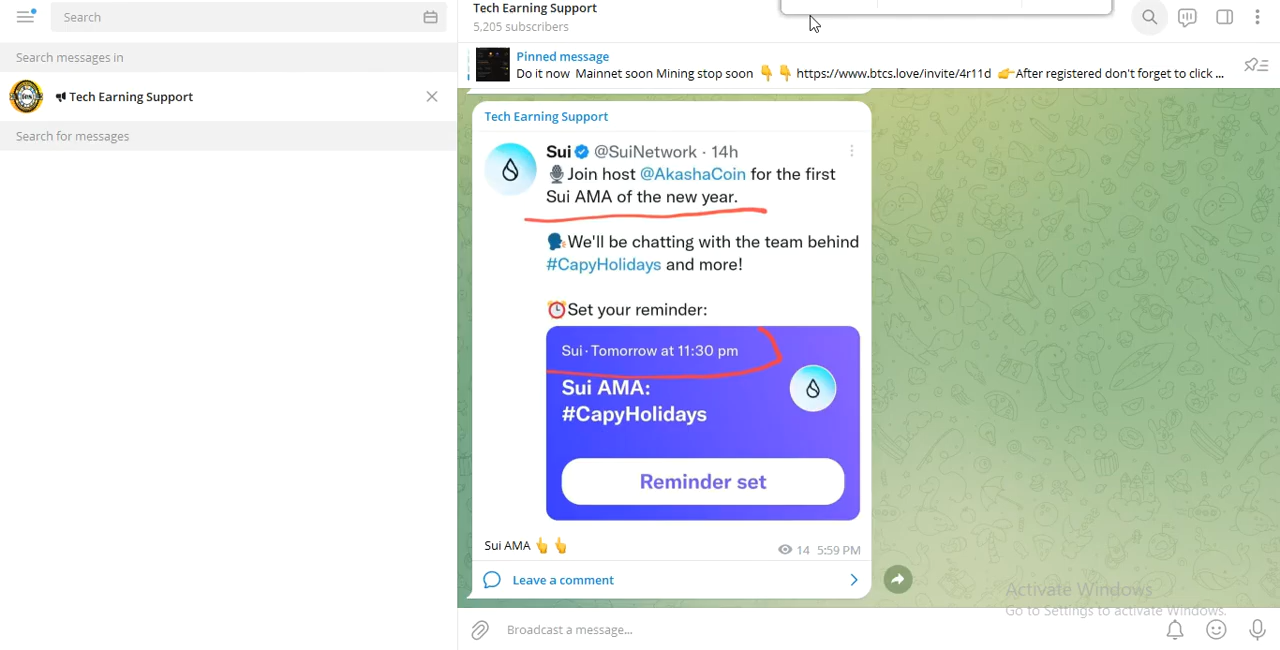 Search
Search messages in
Tech Earning Support
Search for messages
Tech Earning Support
5,205 subscribers
Pinned message
Do it now Mainnet soon Mining stop soon 👇 👇 https://www.btcs.love/invite/4r11d 👉After registered don't forget to click ...
Tech Earning Support
Sui @SuiNetwork · 14h
🎙️Join host @AkashaCoin for the first
Sui AMA of the new year.
🗣️We'll be chatting with the team behind
#CapyHolidays and more!
⏰Set your reminder:
Sui · Tomorrow at 11:30 pm
Sui AMA:
#CapyHolidays
Reminder set
Sui AMA 👆 👆
14 5:59 PM
Leave a comment
Activate Windows
Go to Settings to activate Windows.
Broadcast a message...